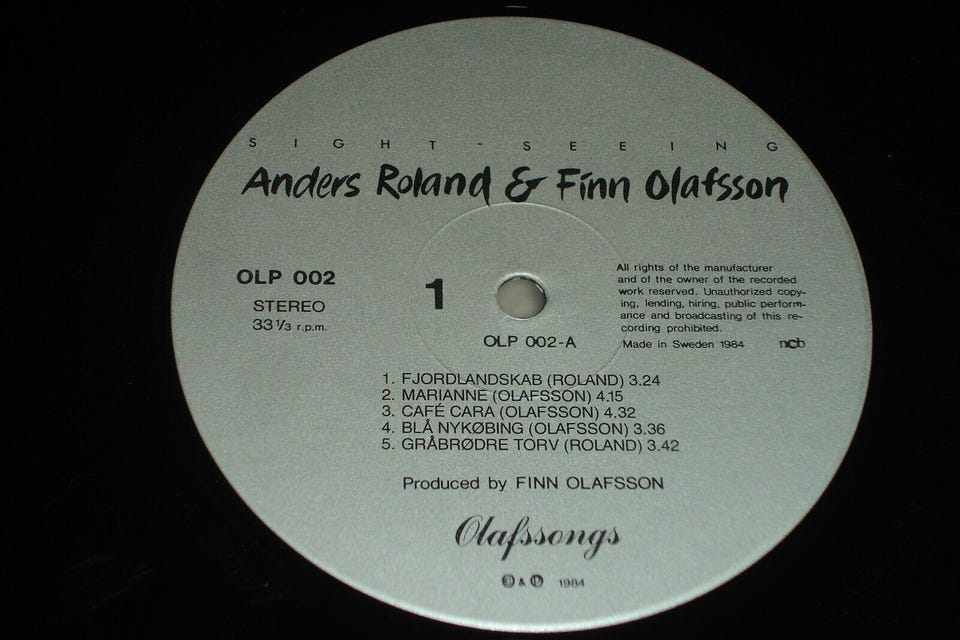 SIGHT-SEEING
Anders Roland & Finn Olafsson
OLP 002
STEREO
33 1/3 r.p.m.
1
OLP 002-A
All rights of the manufacturer
and of the owner of the recorded
work reserved. Unauthorized copy-
ing, lending, hiring, public perform-
ance and broadcasting of this re-
cording prohibited.
Made in Sweden 1984 ncb
1. FJORDLANDSKAB (ROLAND) 3.24
2. MARIANNE (OLAFSSON) 4.15
3. CAFÉ CARA (OLAFSSON) 4.32
4. BLÅ NYKØBING (OLAFSSON) 3.36
5. GRÅBRØDRE TORV (ROLAND) 3.42
Produced by FINN OLAFSSON
Olafssongs
© & ℗ 1984